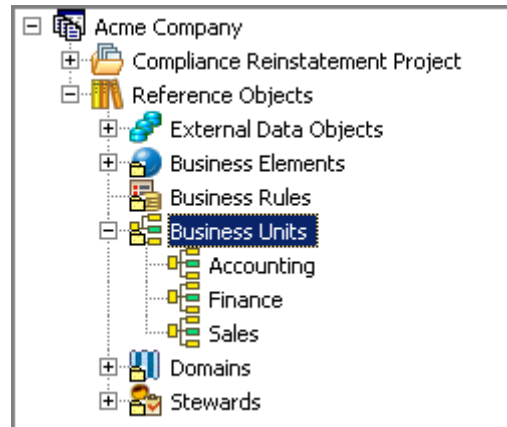 Acme Company
Compliance Reinstatement Project
Reference Objects
External Data Objects
Business Elements
Business Rules
Business Units
Accounting
Finance
Sales
Domains
Stewards